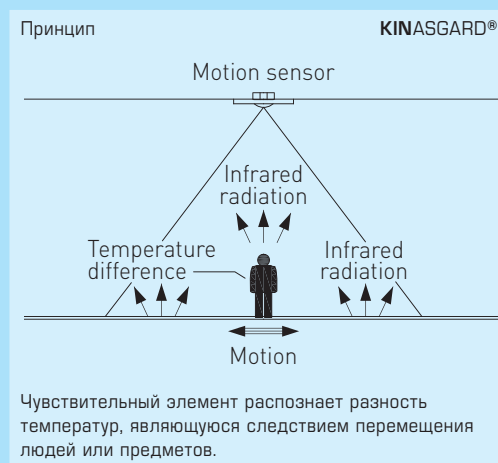 Принцип
KINASGARD®
Motion sensor
Infrared
radiation
Temperature
difference
Infrared
radiation
Motion
Чувствительный элемент распознает разность
температур, являющуюся следствием перемещения
людей или предметов.